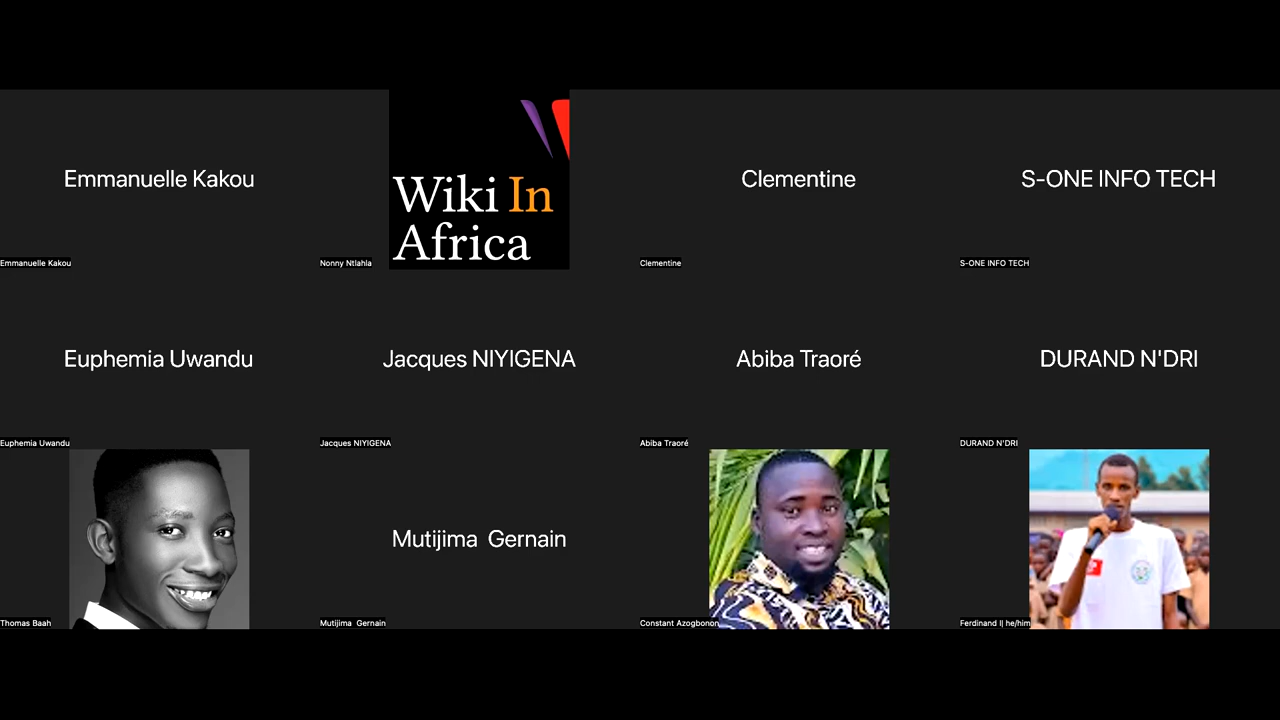 Emmanuelle Kakou
Wiki In
Africa
Clementine
S-ONE INFO TECH
Emmanuelle Kakou
Nonny Ntlahla
Clementine
S-ONE INFO TECH
Euphemia Uwandu
Jacques NIYIGENA
Abiba Traoré
DURAND N'DRI
Euphemia Uwandu
Jacques NIYIGENA
Abiba Traoré
DURAND N'DRI
Mutijima  Gernain
Thomas Baah
Mutijima  Gernain
Constant Azogbonon
Ferdinand I| he/him